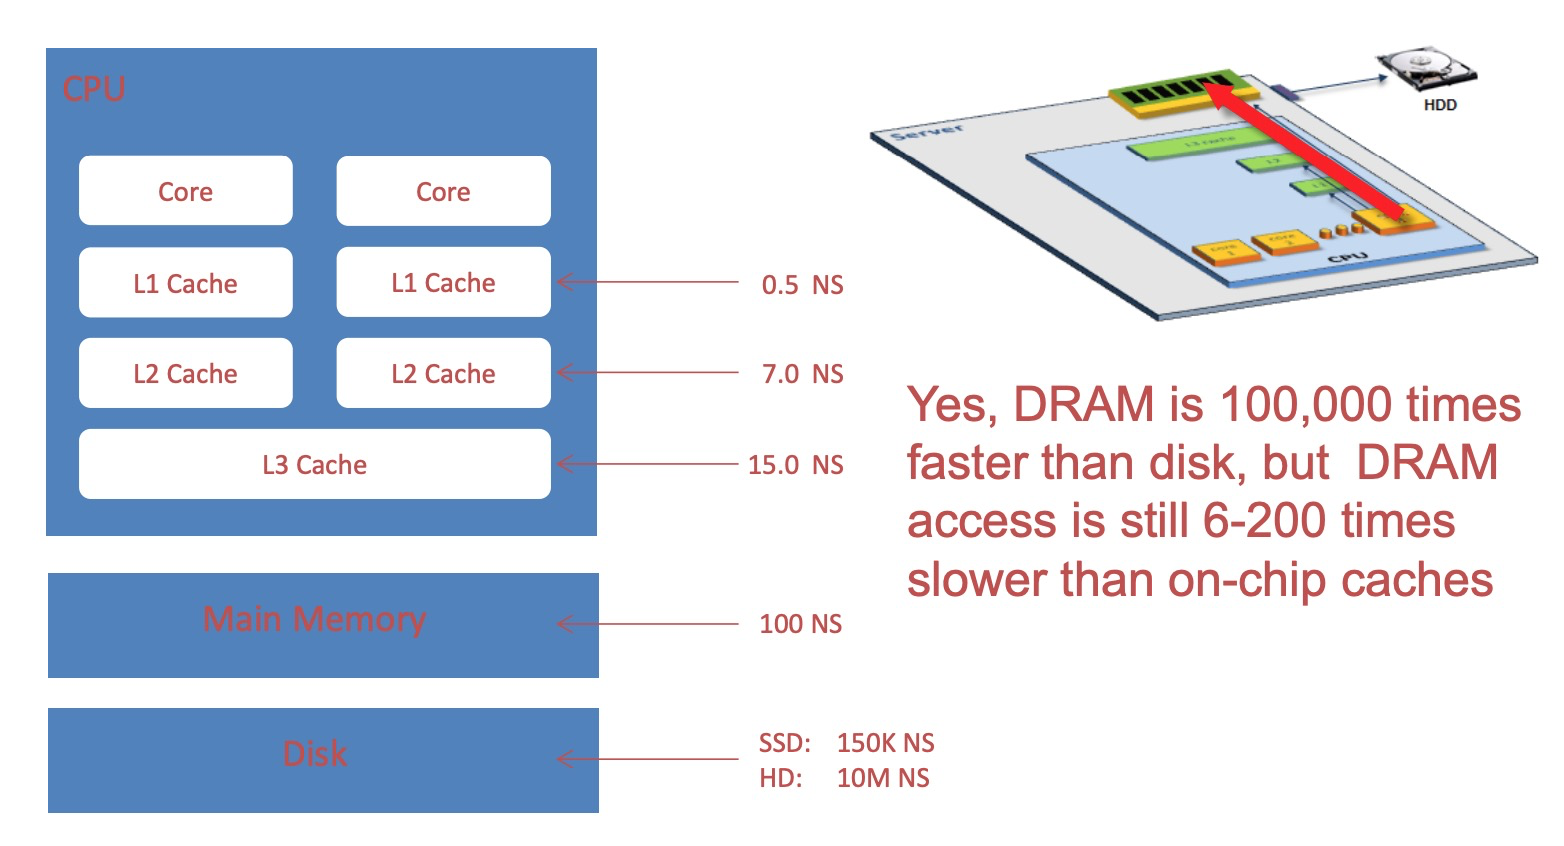 CPU
Core
Core
L1 Cache
L1 Cache
0.5 NS
L2 Cache
L2 Cache
7.0 NS
L3 Cache
15.0 NS
Main Memory
100 NS
Disk
SSD: 150K NS
HD: 10M NS
HDD
Server
L3 cache
L2
core
1
core
2
CPU
Yes, DRAM is 100,000 times
faster than disk, but DRAM
access is still 6-200 times
slower than on-chip caches